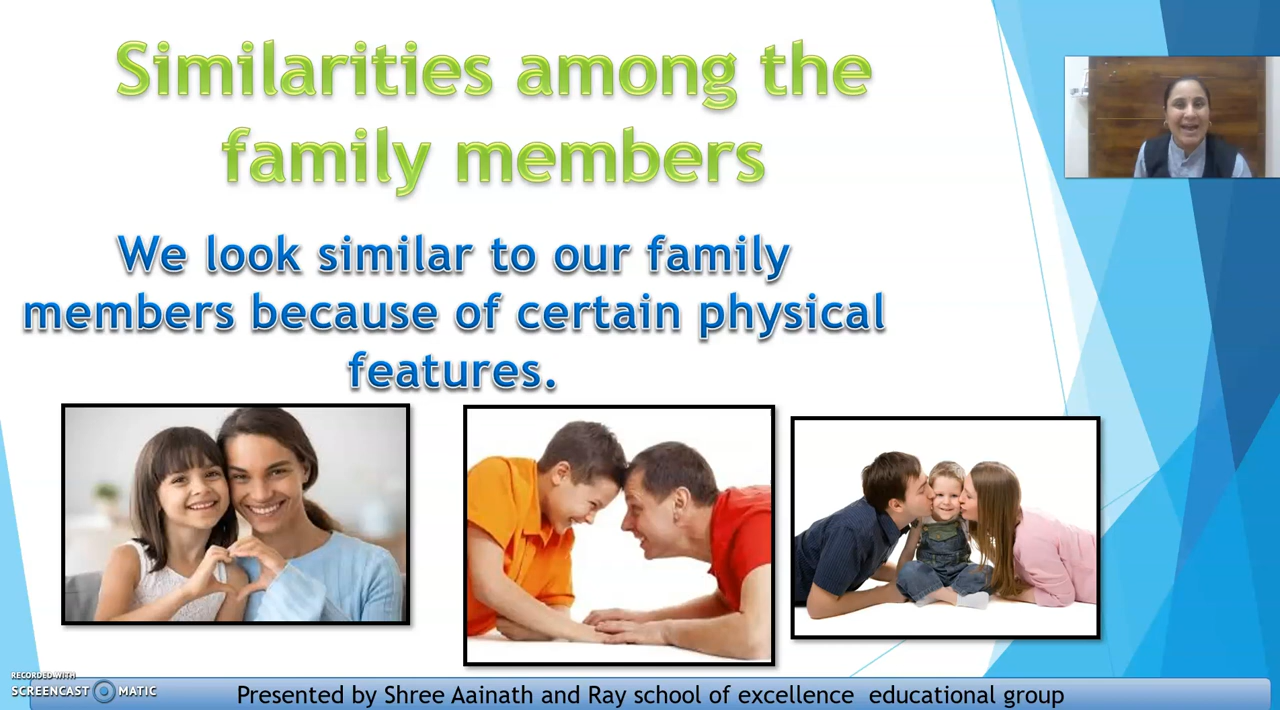 Similarities among the
family members
We look similar to our family
members because of certain physical
features.
RECORDED WITH
SCREENCAST MATIC
Presented by Shree Aainath and Ray school of excellence educational group